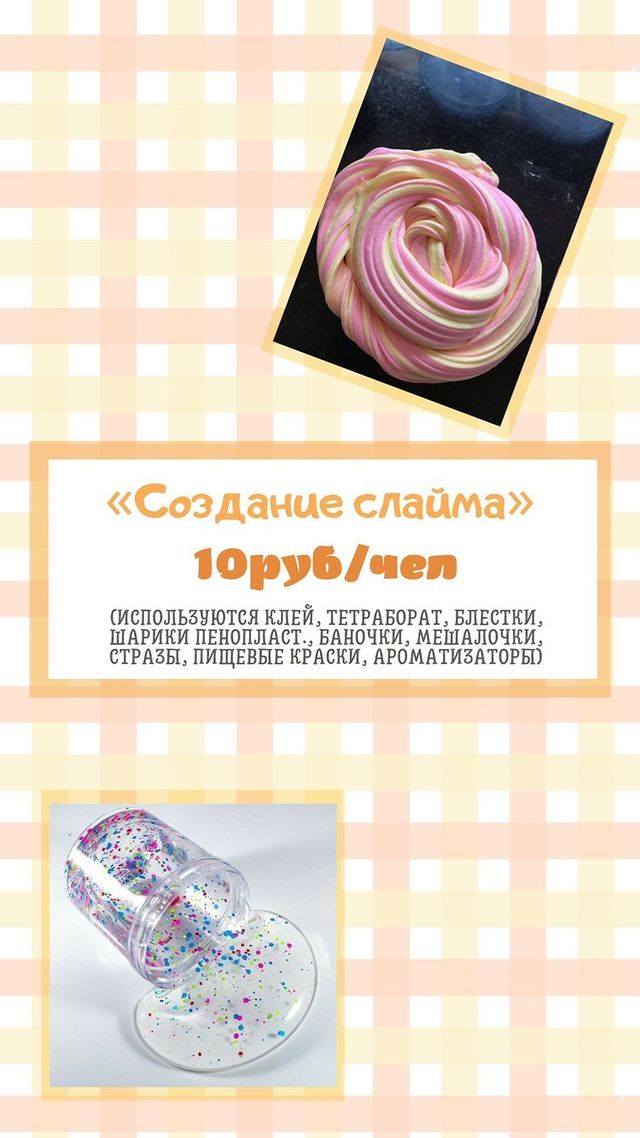 «Создание слайма»
10руб/чел
(ИСПОЛЬЗУЮТСЯ КЛЕЙ, ТЕТРАБОРАТ, БЛЕСТКИ,
ШАРИКИ ПЕНОПЛАСТ., БАНОЧКИ, МЕШАЛОЧКИ,
СТРАЗЫ, ПИЩЕВЫЕ КРАСКИ, АРОМАТИЗАТОРЫ)